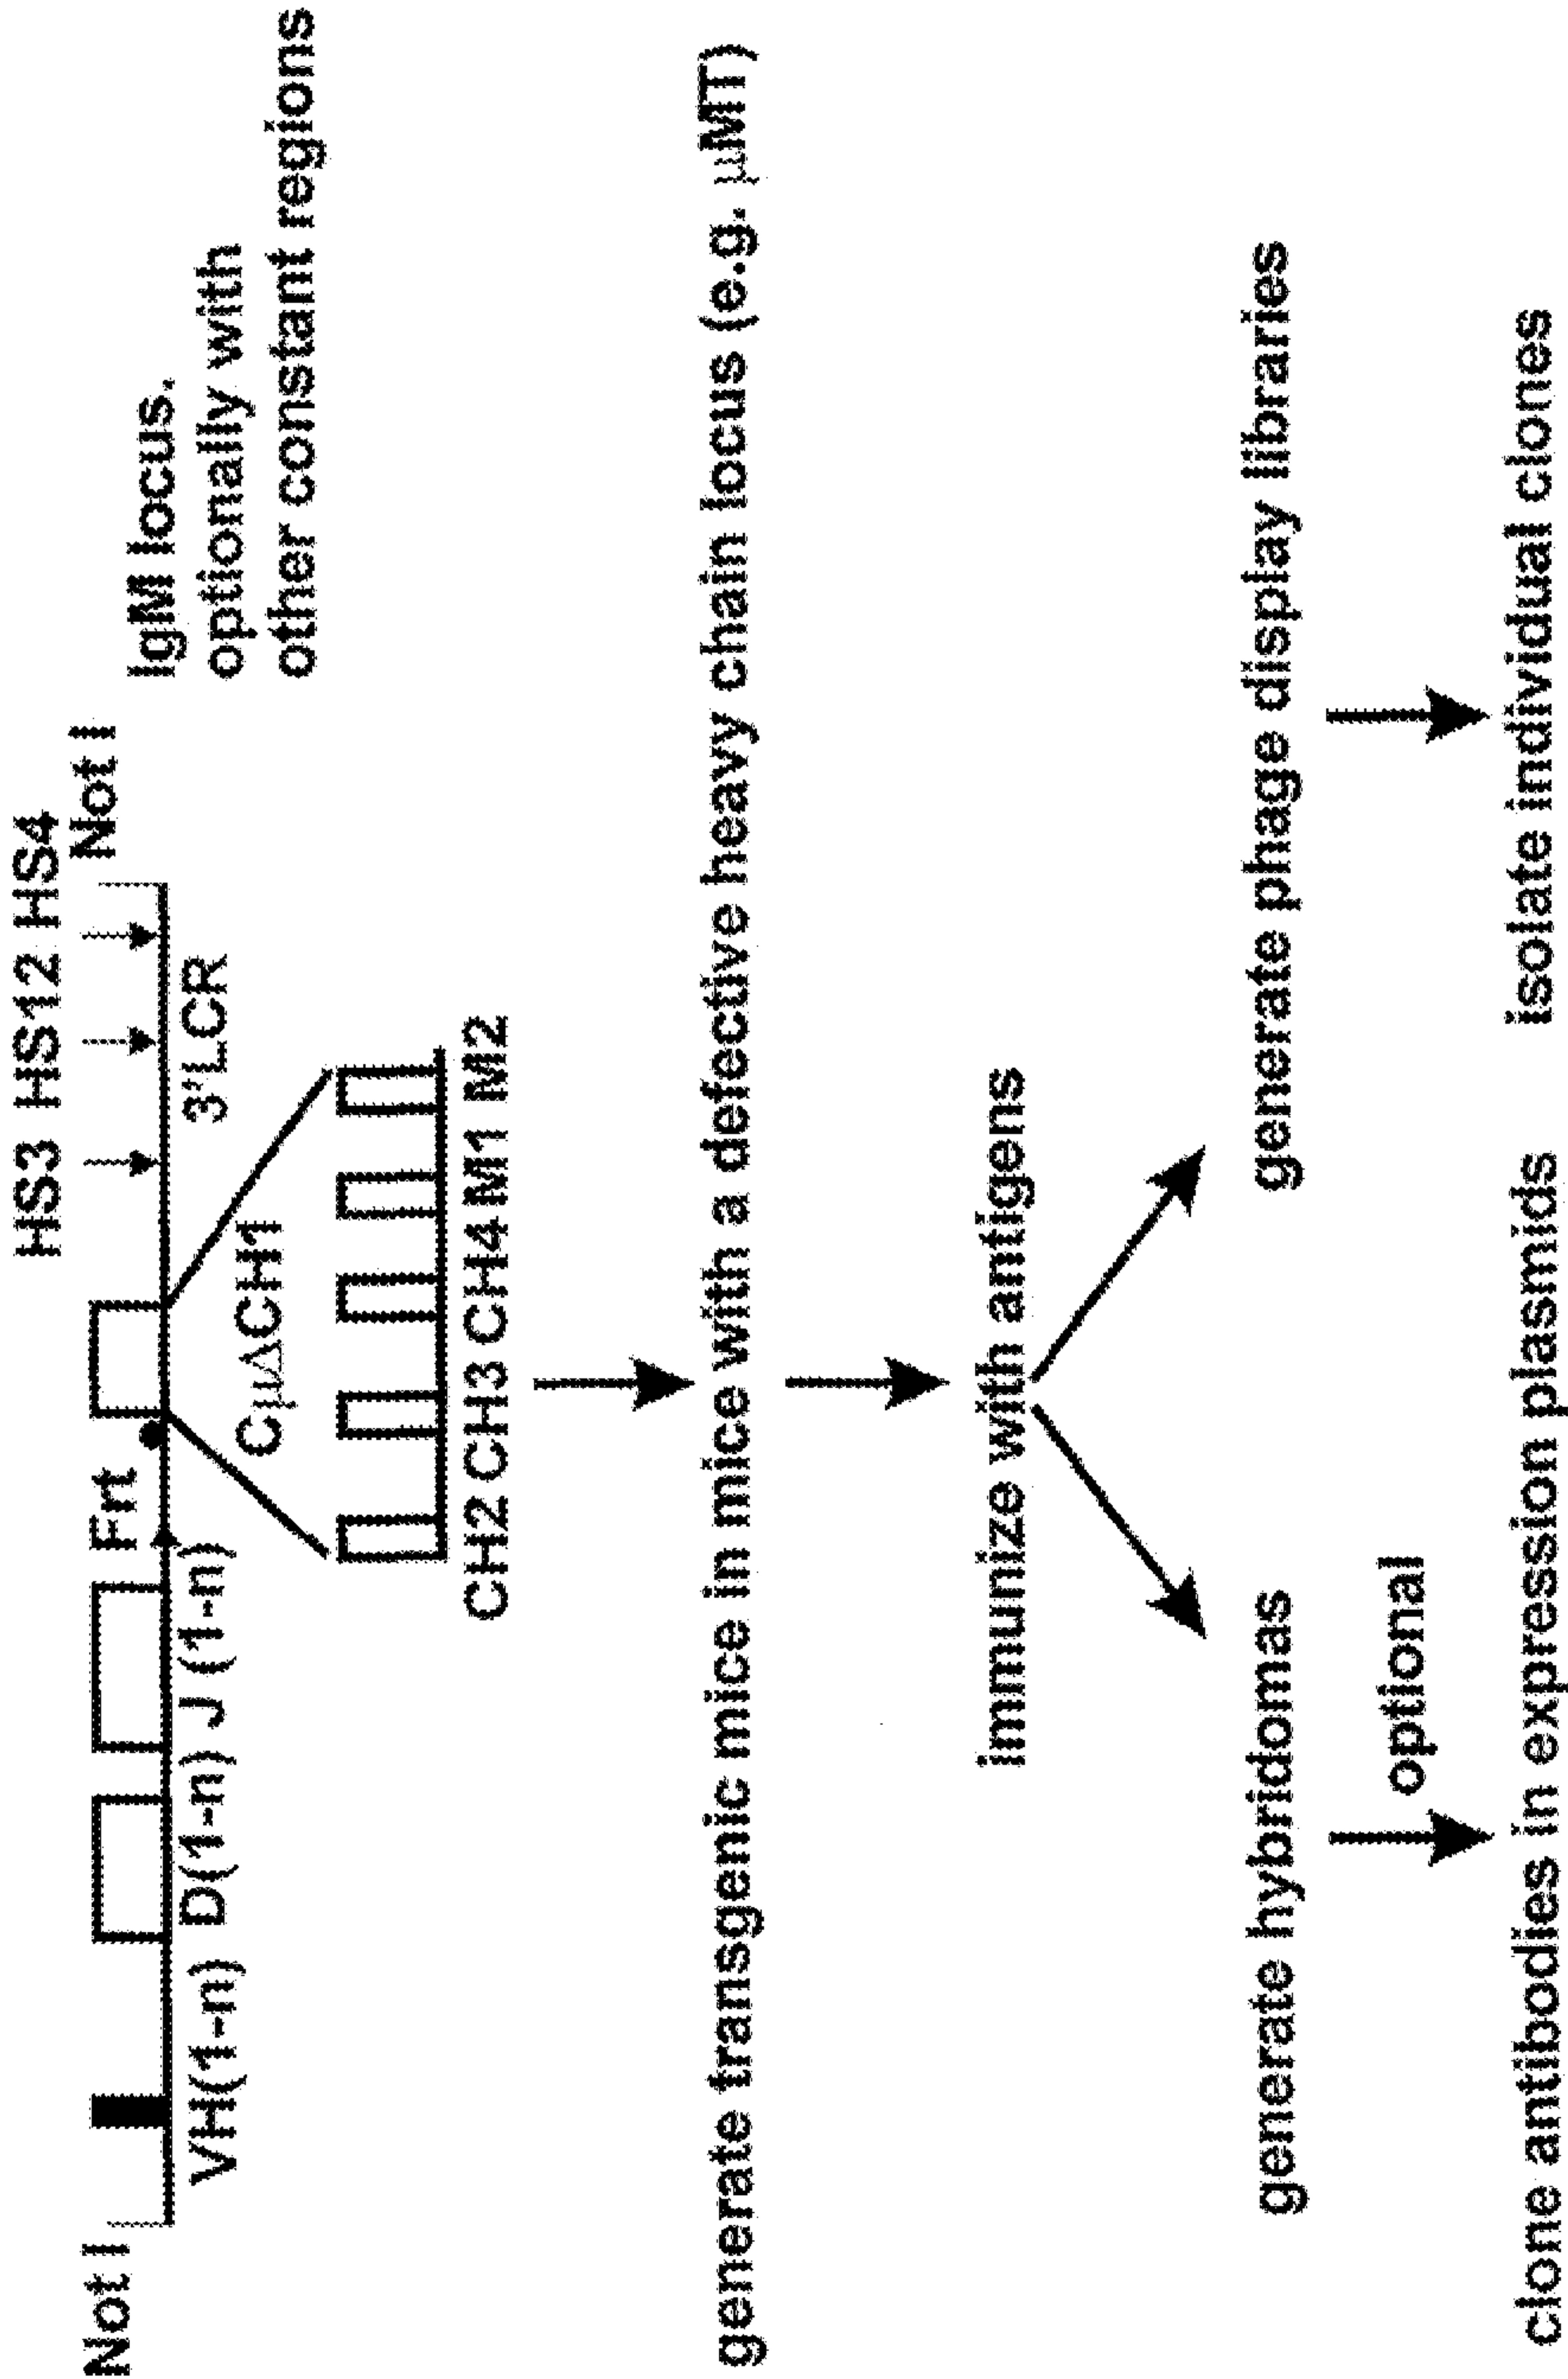 HS3 HS12 HS4
Not I
Frt
Not I
VH(1-n) D(1-n) J (1-n)
3'LCR
CμΔCH1
CH2 CH3 CH4 M1 M2
IgM locus.
optionally with
other constant regions
generate transgenic mice in mice with a defective heavy chain locus (e.g. μMT)
immunize with antigens
generate hybridomas
generate phage display libraries
optional
clone antibodies in expression plasmids
isolate individual clones